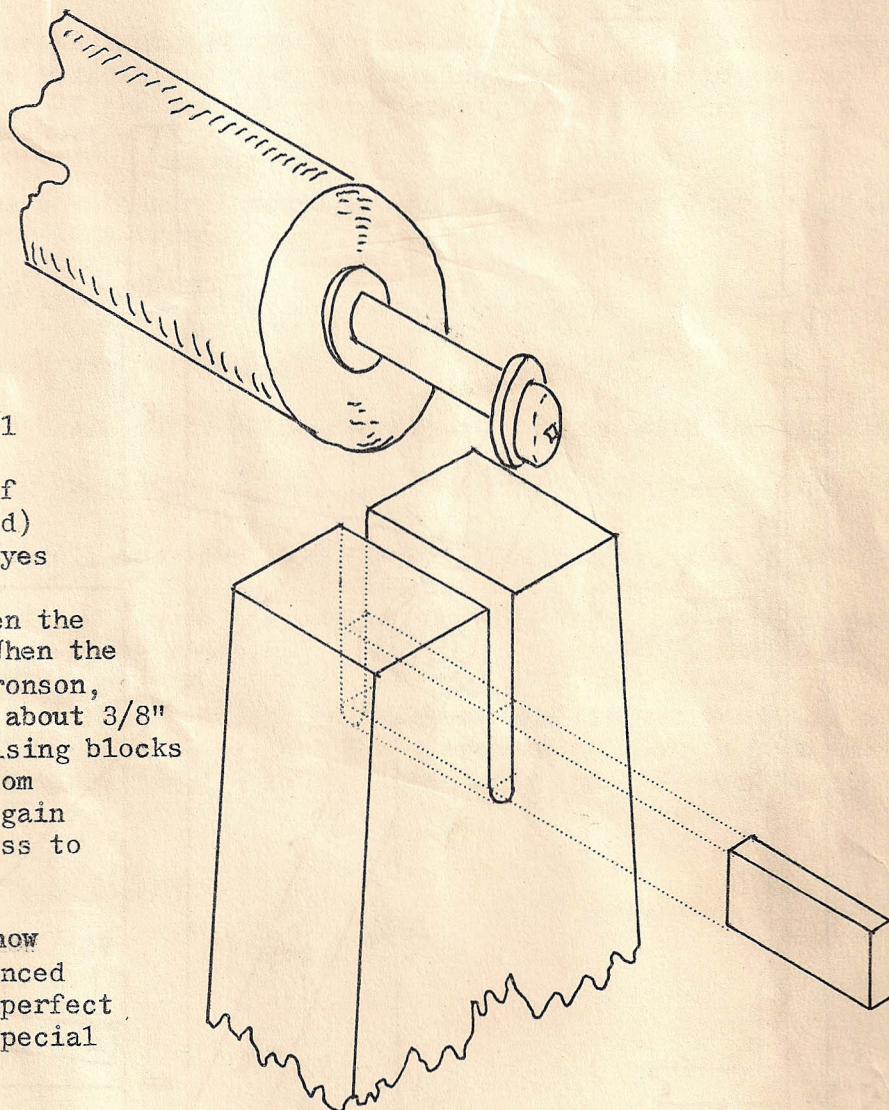 1
f
d)
yes
en the
When the
ronson,
about 3/8"
ising blocks
om
gain
ss to
now
nced
perfect
pecial